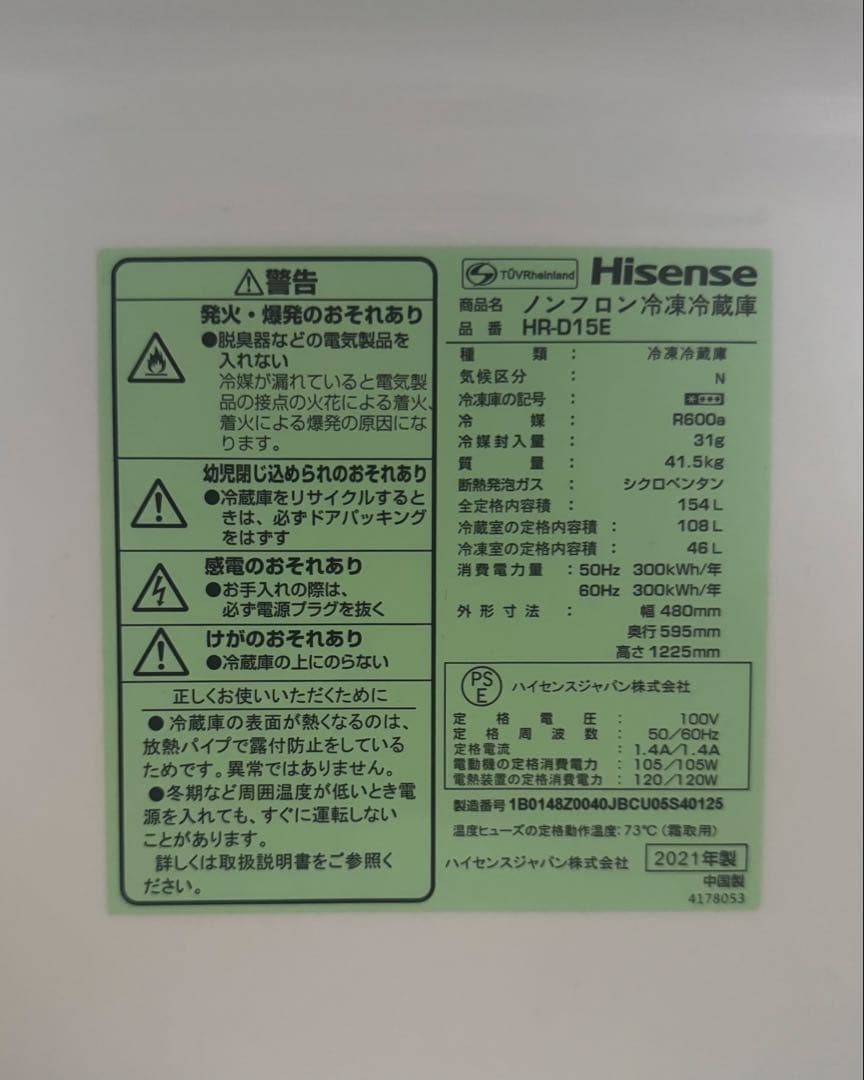 ⚠警告
発火・爆発のおそれあり
●脱臭器などの電気製品を
入れない
冷媒が漏れていると電気製
品の接点の火花による着火、
着火による爆発の原因にな
ります。
幼児閉じ込められのおそれあり
●冷蔵庫をリサイクルすると
きは、必ずドアパッキング
をはずす
感電のおそれあり
●お手入れの際は、
必ず電源プラグを抜く
けがのおそれあり
●冷蔵庫の上にのらない
正しくお使いいただくために
●冷蔵庫の表面が熱くなるのは、
放熱パイプで露付防止をしている
ためです。異常ではありません。
●冬期など周囲温度が低いとき電
源を入れても、すぐに運転しない
ことがあります。
詳しくは取扱説明書をご参照く
ださい。
TÜVRheinland Hisense
商品名 ノンフロン冷凍冷蔵庫
品番 HR-D15E
種類：冷凍冷蔵庫
気候区分：N
冷凍庫の記号：
冷媒：R600a
冷媒封入量：31g
質量：41.5kg
断熱発泡ガス：シクロペンタン
全定格内容積：154L
冷蔵室の定格内容積：108L
冷凍室の定格内容積：46L
消費電力量：50Hz 300kWh/年
60Hz 300kWh/年
外形寸法：幅480mm
奥行595mm
高さ1225mm
PSE ハイセンスジャパン株式会社
定格電圧：100V
定格周波数：50/60Hz
定格電流：1.4A/1.4A
電動機の定格消費電力：105/105W
電熱装置の定格消費電力：120/120W
製造番号 1B0148Z0040JBCU05S40125
温度ヒューズの定格動作温度:73℃（霜取用）
ハイセンスジャパン株式会社 2021年製
中国製
4178053